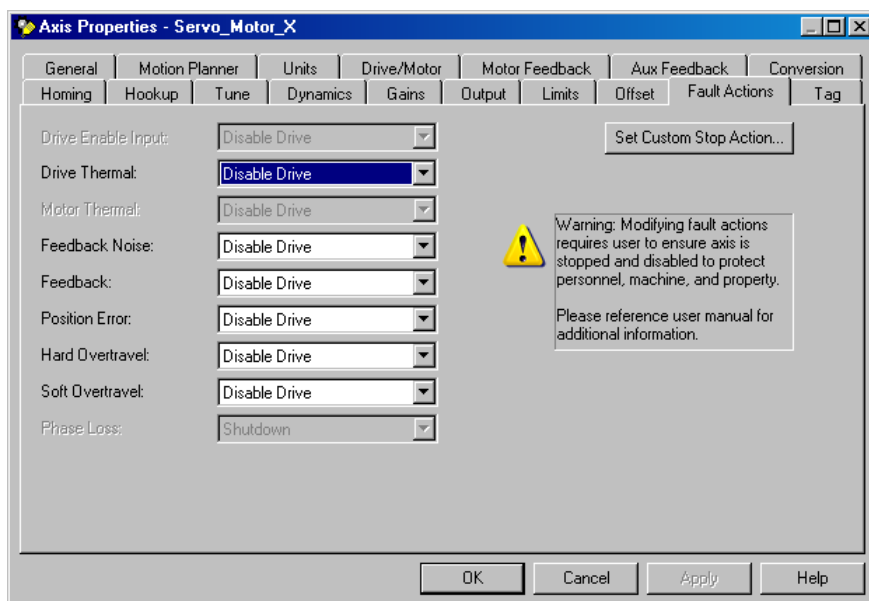 Axis Properties - Servo_Motor_X
General Motion Planner Units Drive/Motor Motor Feedback Aux Feedback Conversion
Homing Hookup Tune Dynamics Gains Output Limits Offset Fault Actions Tag
Drive Enable Input: Disable Drive
Set Custom Stop Action...
Drive Thermal: Disable Drive
Motor Thermal: Disable Drive
Feedback Noise: Disable Drive
Feedback: Disable Drive
Position Error: Disable Drive
Hard Overtravel: Disable Drive
Soft Overtravel: Disable Drive
Phase Loss: Shutdown
Warning: Modifying fault actions
requires user to ensure axis is
stopped and disabled to protect
personnel, machine, and property.
Please reference user manual for
additional information.
OK Cancel Apply Help